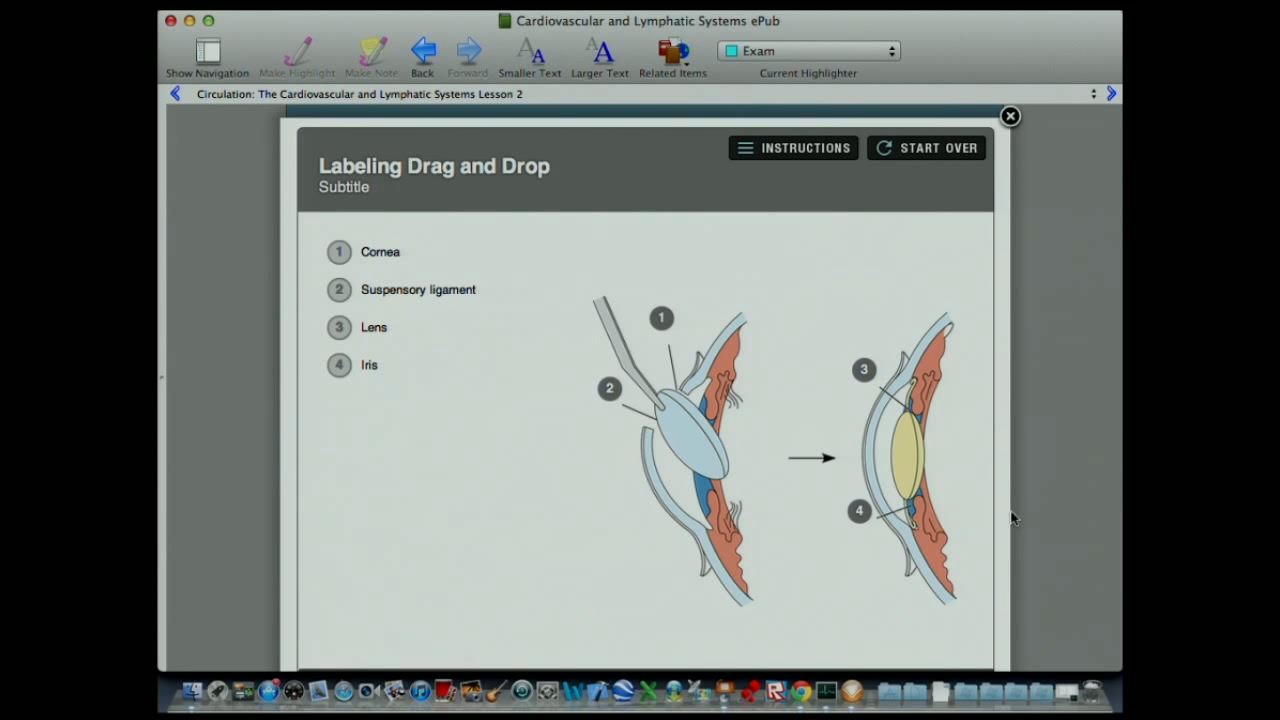 Cardiovascular and Lymphatic Systems ePub
Exam
Show Navigation Make Highlight Make Note Back Forward Smaller Text Larger Text Related Items Current Highlighter
Circulation: The Cardiovascular and Lymphatic Systems Lesson 2
INSTRUCTIONS START OVER
Labeling Drag and Drop
Subtitle
1 Cornea
2 Suspensory ligament
3 Lens
4 Iris
1
2
3
4